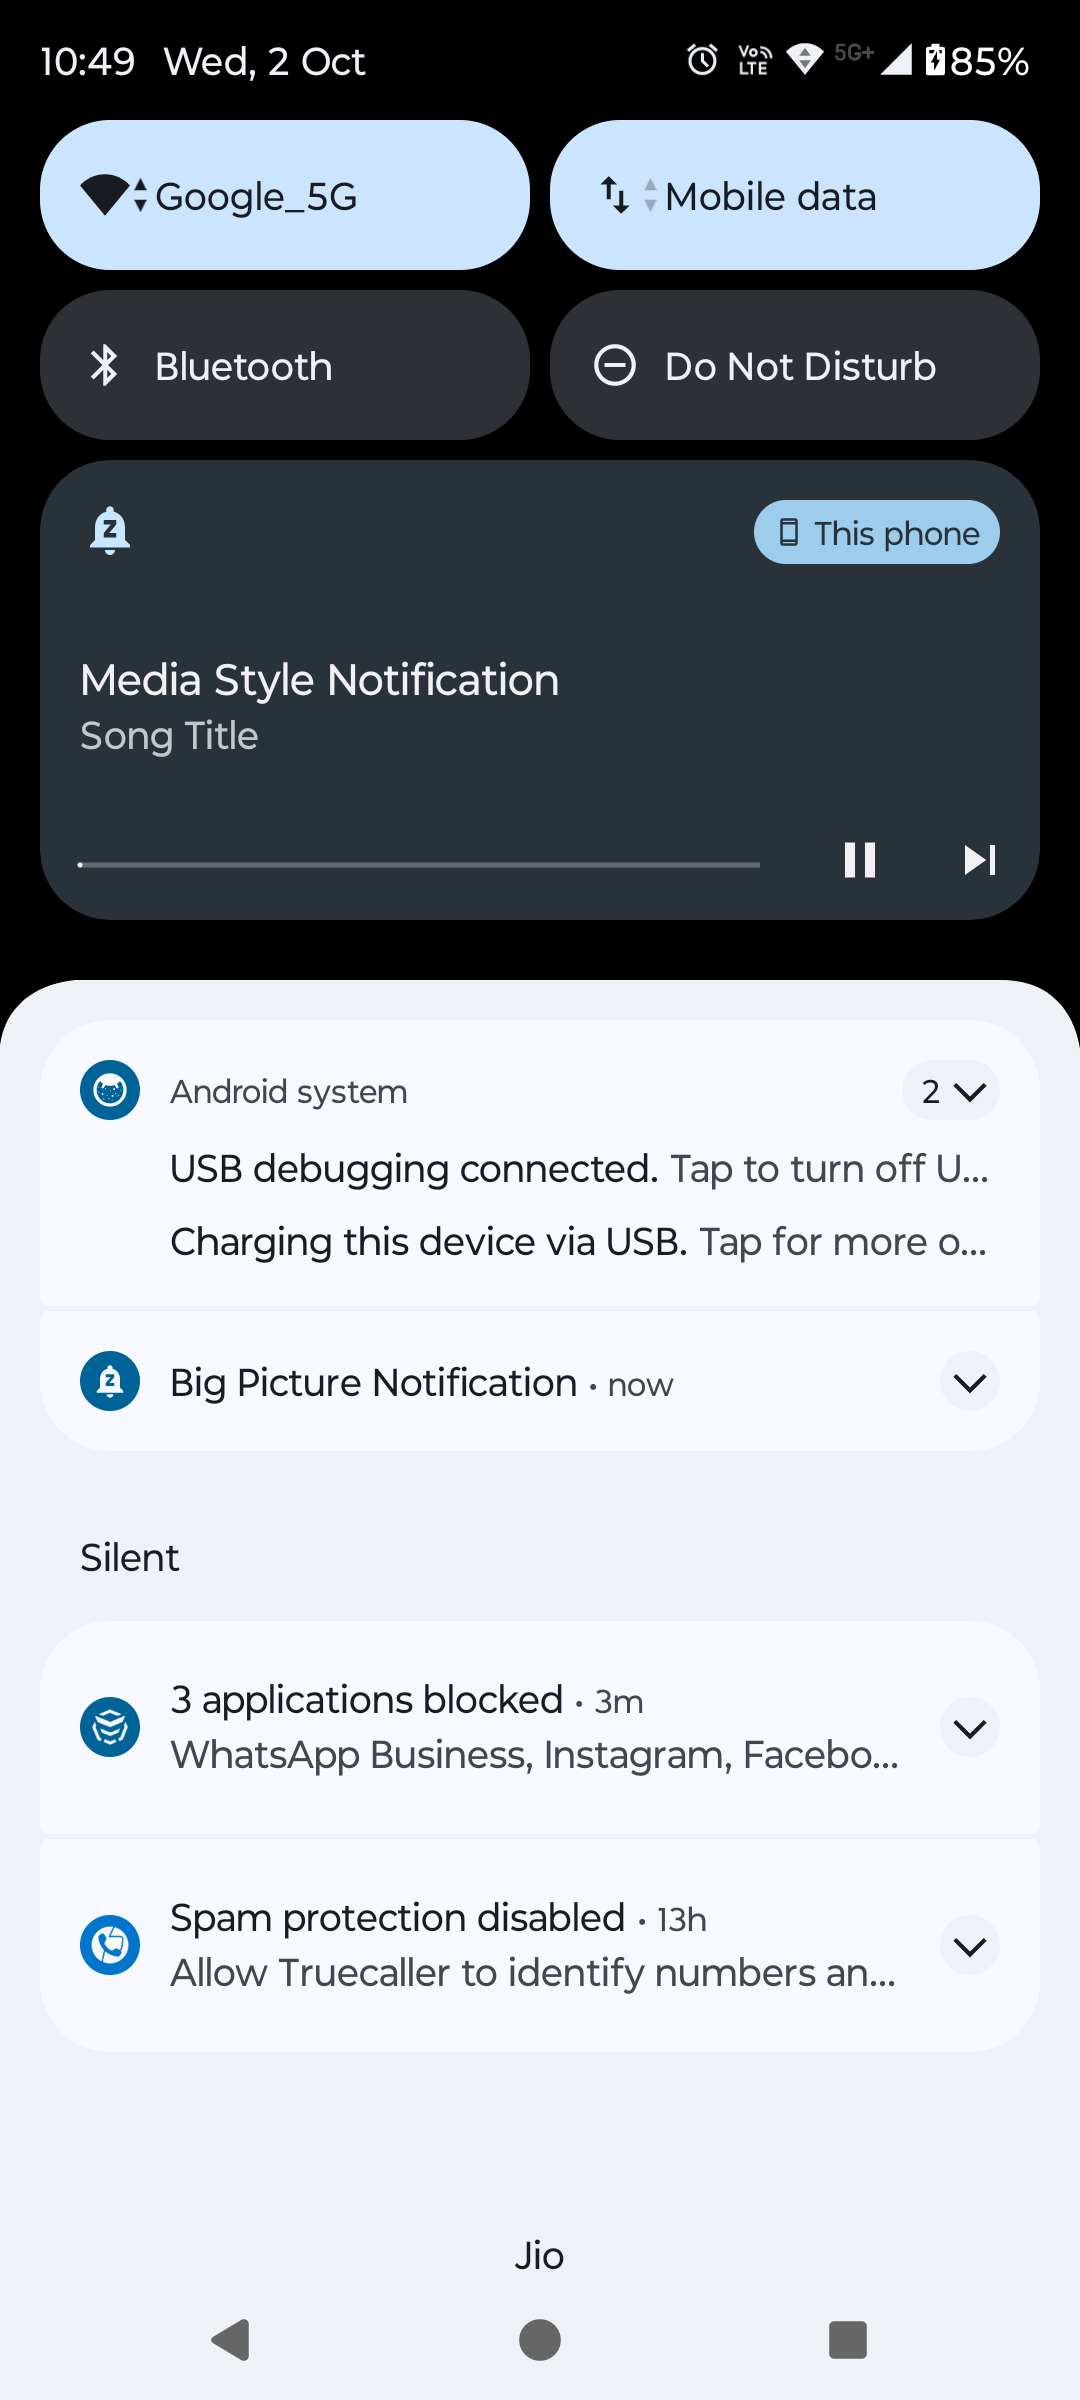 10:49 Wed, 2 Oct
Vo LTE 5G+ 85%
Google_5G
Mobile data
Bluetooth
Do Not Disturb
This phone
Media Style Notification
Song Title
Android system
2
USB debugging connected. Tap to turn off U...
Charging this device via USB. Tap for more o...
Big Picture Notification • now
Silent
3 applications blocked • 3m
WhatsApp Business, Instagram, Facebo...
Spam protection disabled • 13h
Allow Truecaller to identify numbers an...
Jio